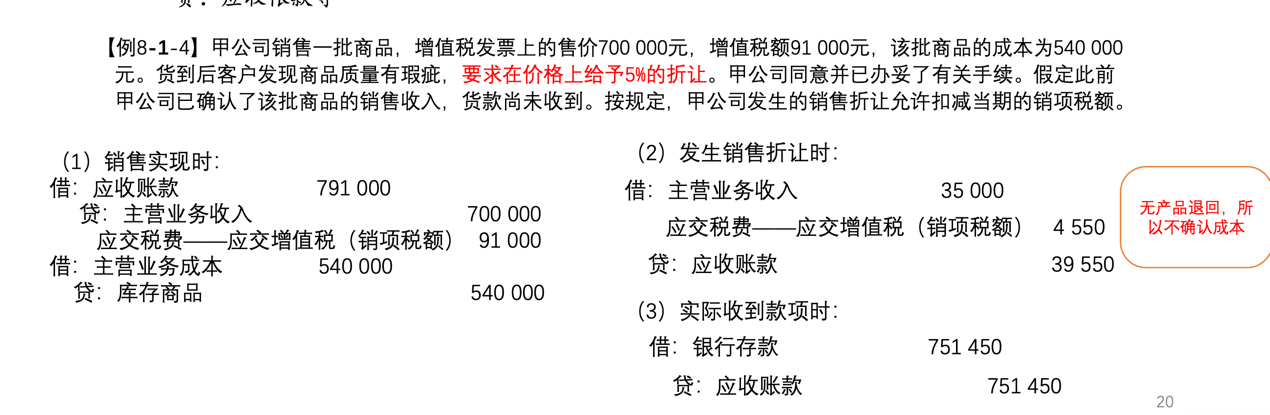 【例8-1-4】甲公司销售一批商品，增值税发票上的售价700 000元，增值税额91 000元，该批商品的成本为540 000
元。货到后客户发现商品质量有瑕疵，要求在价格上给予5%的折让。甲公司同意并已办妥了有关手续。假定此前
甲公司已确认了该批商品的销售收入，货款尚未收到。按规定，甲公司发生的销售折让允许扣减当期的销项税额。
（1）销售实现时：
借：应收账款 791 000
贷：主营业务收入 700 000
应交税费——应交增值税（销项税额） 91 000
借：主营业务成本 540 000
贷：库存商品 540 000
（2）发生销售折让时：
借：主营业务收入 35 000
应交税费——应交增值税（销项税额） 4 550
贷：应收账款 39 550
（3）实际收到款项时：
借：银行存款 751 450
贷：应收账款 751 450
无产品退回，所
以不确认成本
20